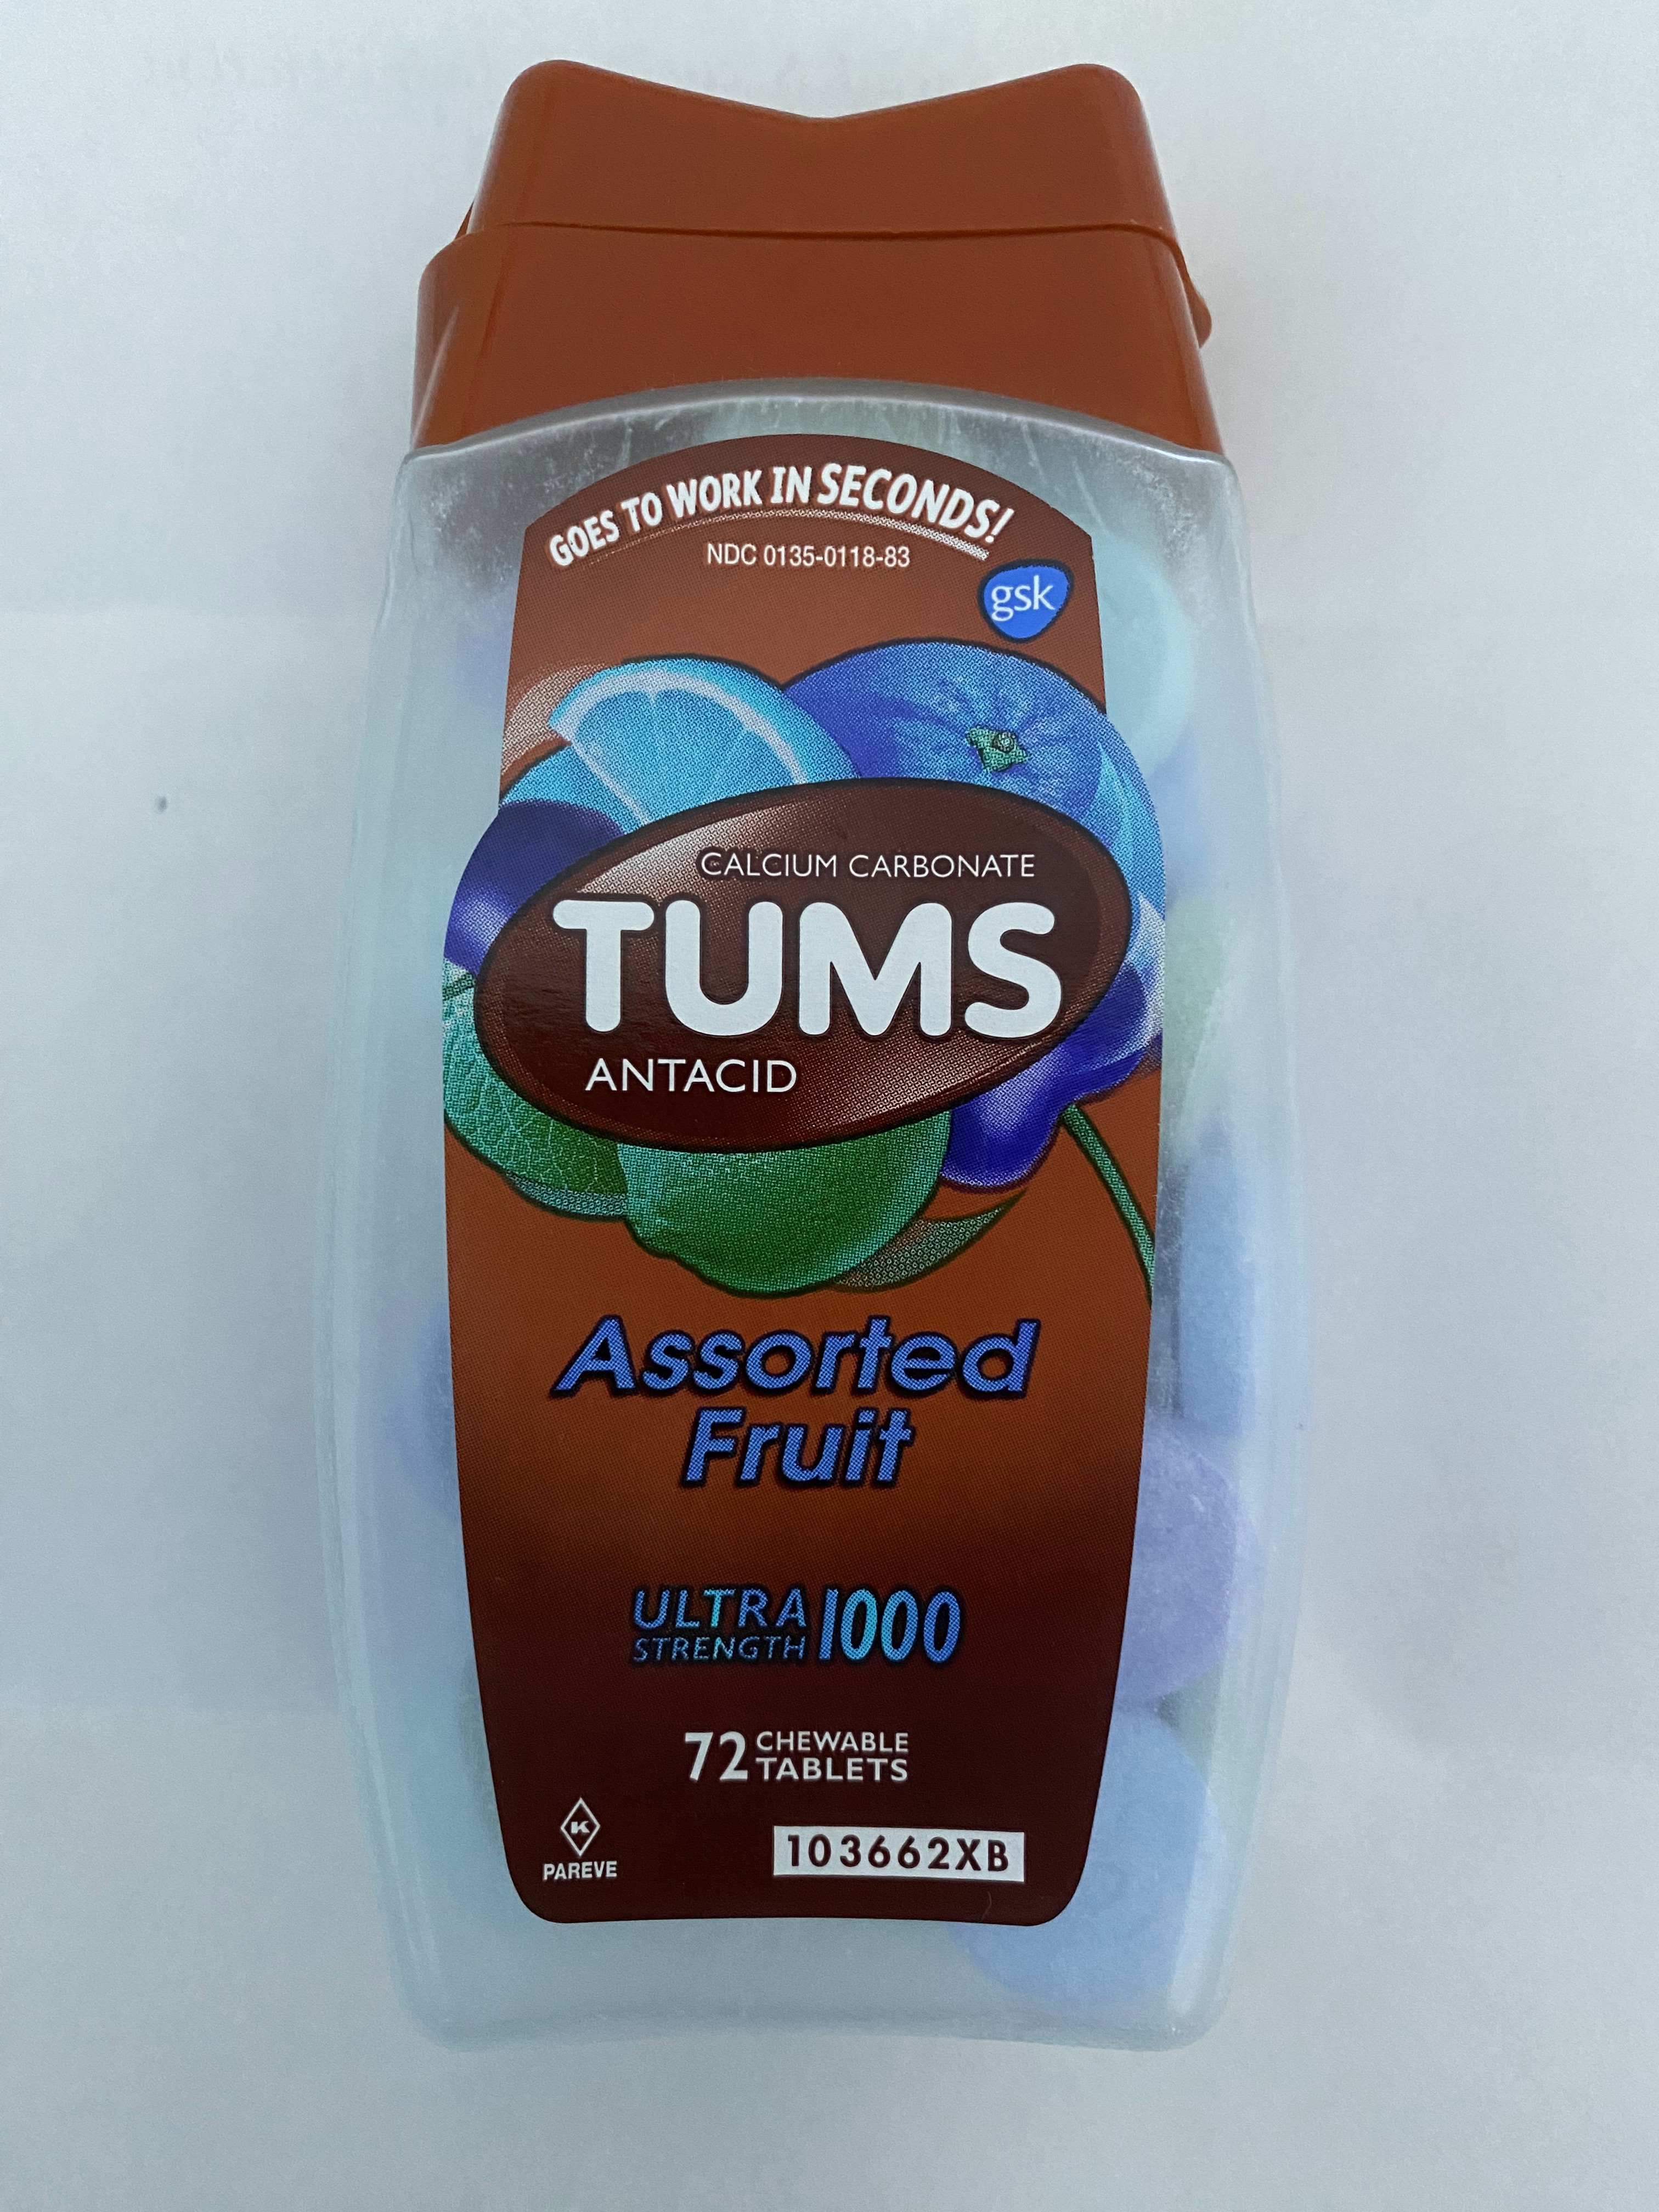 GOES TO WORK IN SECONDS!
NDC 0135-0118-83
gsk
CALCIUM CARBONATE
TUMS
ANTACID
Assorted
Fruit
ULTRA
STRENGTH 1000
72 CHEWABLE
TABLETS
K
PAREVE
103662XB